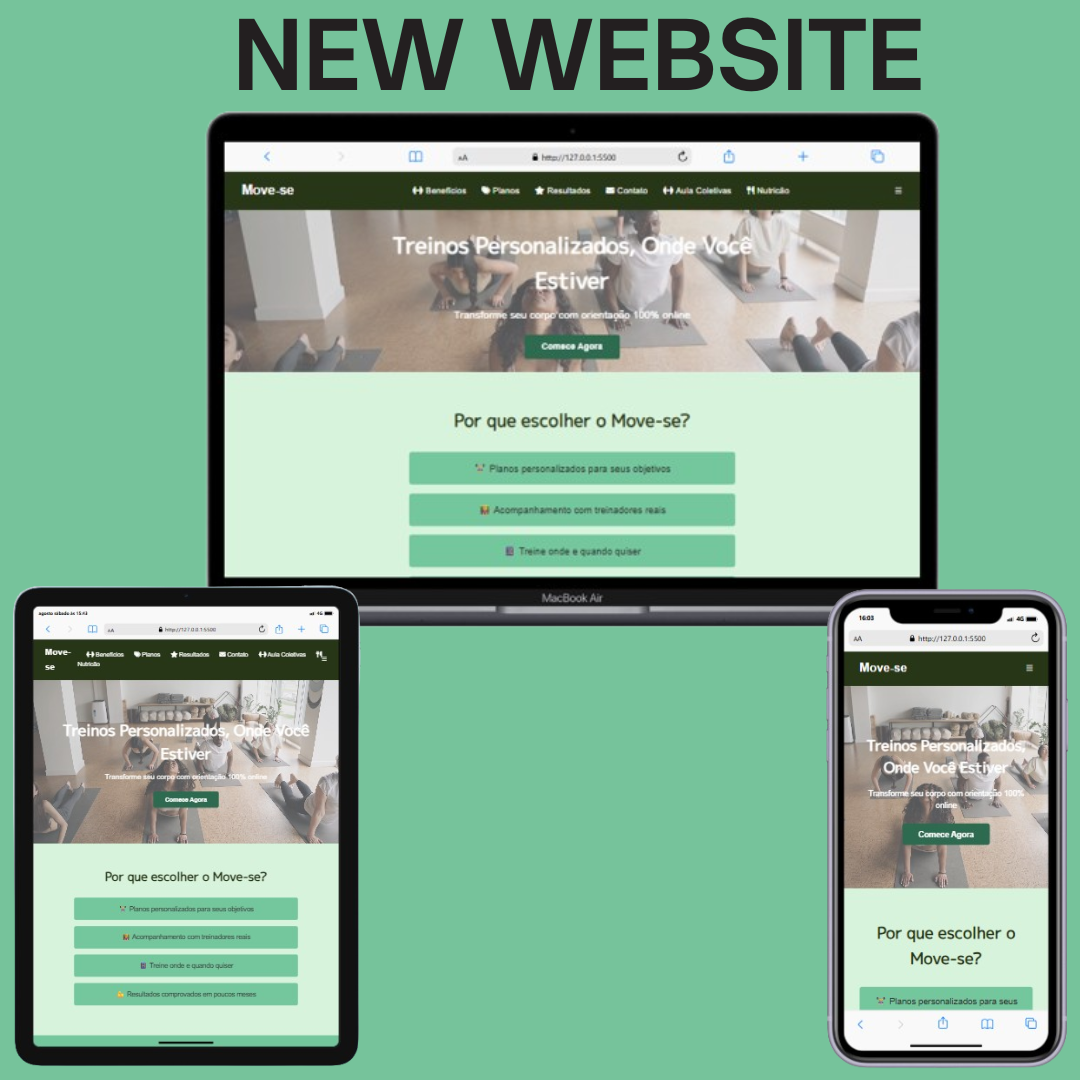 NEW WEBSITE
AA http://127.0.0.1:5500
Move-se Benefícios Planos Resultados Contato Aula Coletivas Nutricão
Treinos Personalizados, Onde Você
Estiver
Transforme seu corpo com orientação 100% online
Comece Agora
Por que escolher o Move-se?
Planos personalizados para seus objetivos
Acompanhamento com treinadores reais
Treine onde e quando quiser
MacBook Air
agosto sábado às 15:43 4G
AA http://127.0.0.1:5500
Move-
se
Benefícios Planos Resultados Contato Aula Coletivas
Nutricão
Treinos Personalizados, Onde Você
Estiver
Transforme seu corpo com orientação 100% online
Comece Agora
Por que escolher o Move-se?
Planos personalizados para seus objetivos
Acompanhamento com treinadores reais
Treine onde e quando quiser
Resultados comprovados em poucos meses
16:03 4G
AA http://127.0.0.1:5500
Move-se
Treinos Personalizados,
Onde Você Estiver
Transforme seu corpo com orientação 100%
online
Comece Agora
Por que escolher o
Move-se?
Planos personalizados para seus